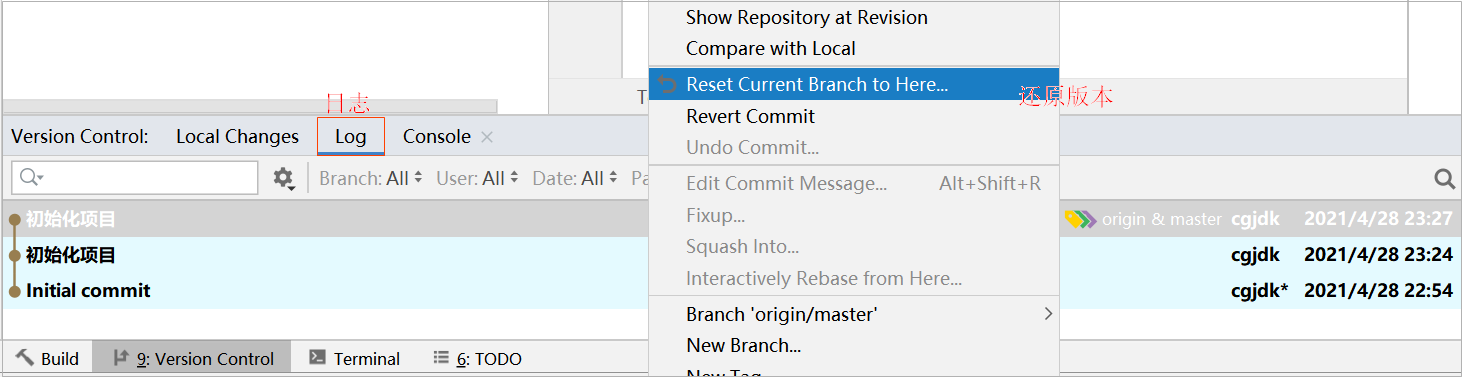 Show Repository at Revision
Compare with Local
Reset Current Branch to Here...
还原版本
T
日志
Revert Commit
Version Control: Local Changes Log Console
Undo Commit...
Branch: All User: All Date: All Pa
Edit Commit Message... Alt+Shift+R
初始化项目 origin & master cgjdk 2021/4/28 23:27
Fixup...
Squash Into...
初始化项目 cgjdk 2021/4/28 23:24
Interactively Rebase from Here...
Initial commit cgjdk* 2021/4/28 22:54
Branch 'origin/master'
New Branch...
Build 9: Version Control Terminal 6: TODO
New Tag